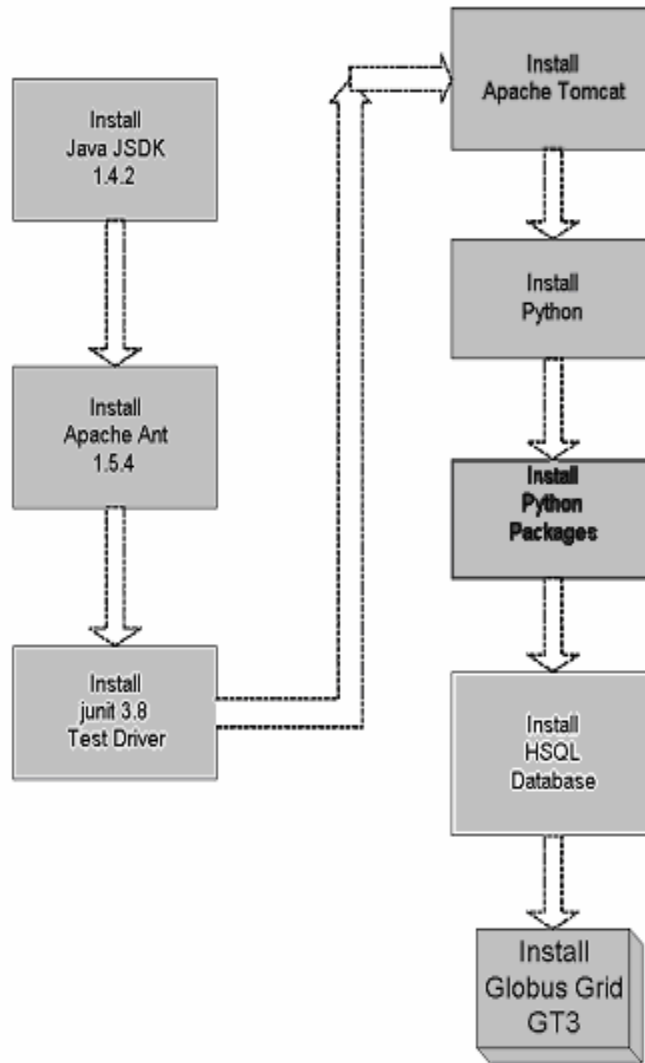 Install
Java JSDK
1.4.2
Install
Apache Ant
1.5.4
Install
junit 3.8
Test Driver
Install
Apache Tomcat
Install
Python
Install
Python
Packages
Install
HSQL
Database
Install
Globus Grid
GT3